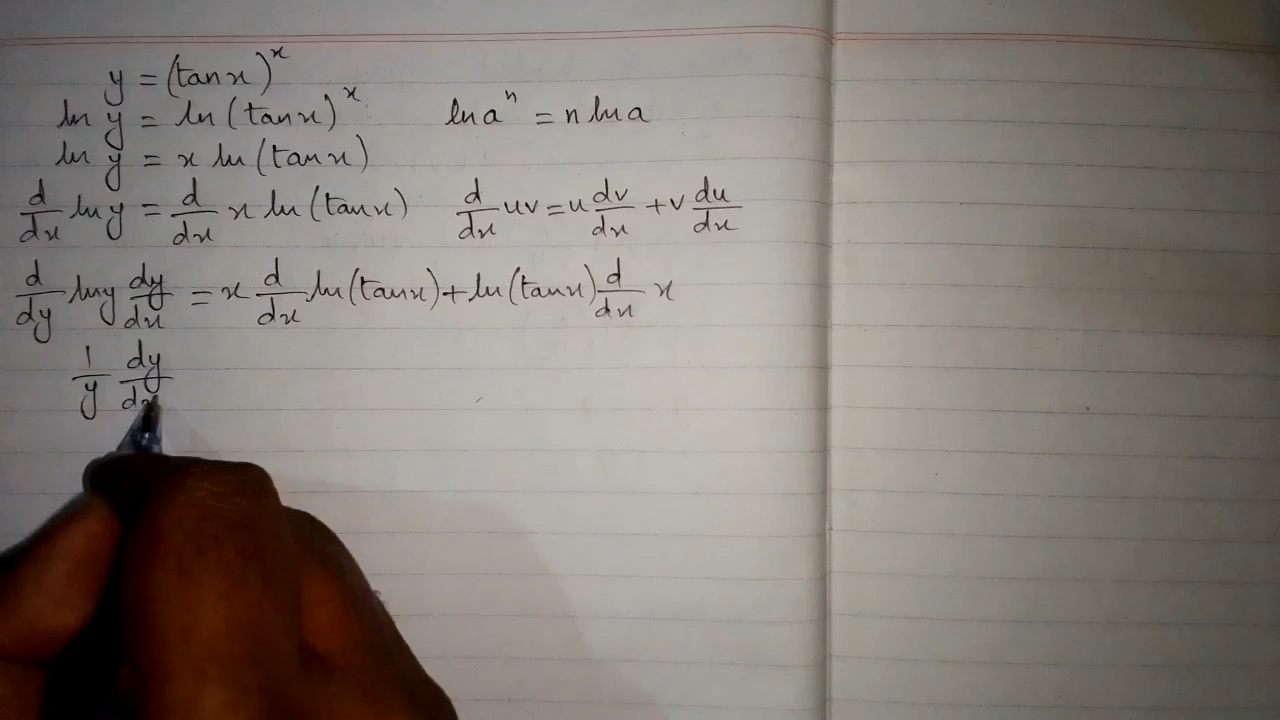 y = (tan x)^x
ln y = ln (tan x)^x    ln a^n = n ln a
ln y = x ln (tan x)
d/dx ln y = d/dx x ln (tan x)    d/dx uv = u dv/dx + v du/dx
d/dy ln y dy/dx = x d/dx ln (tan x) + ln (tan x) d/dx x
1/y dy/dx